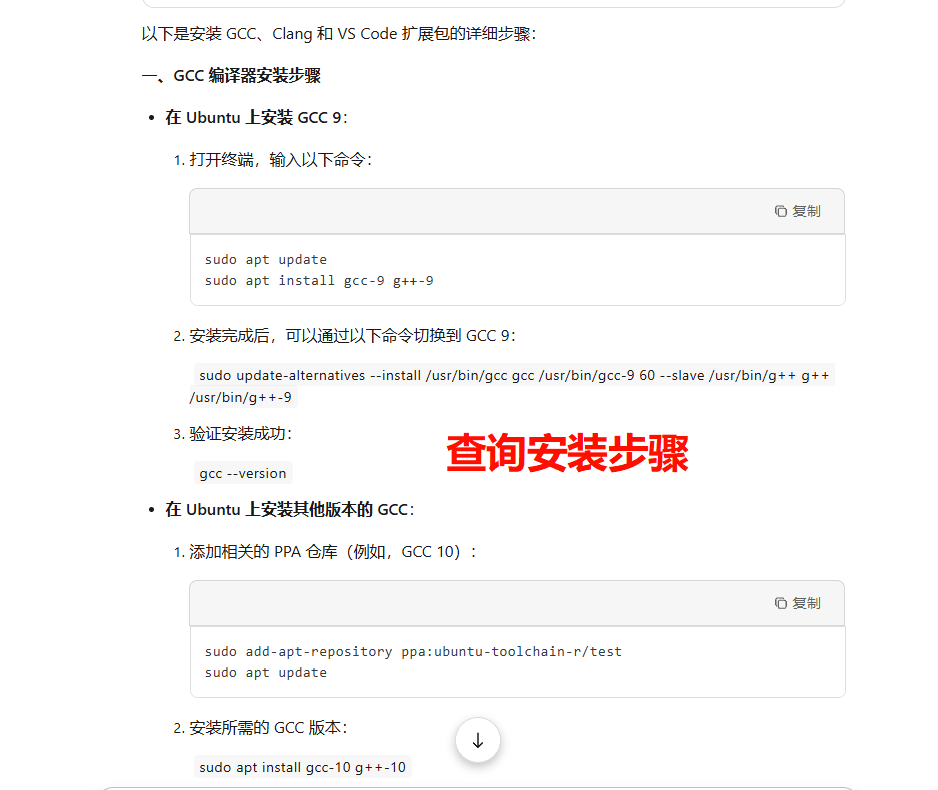 以下是安装 GCC、Clang 和 VS Code 扩展包的详细步骤：
一、GCC 编译器安装步骤
• 在 Ubuntu 上安装 GCC 9：
1. 打开终端，输入以下命令：
复制
sudo apt update
sudo apt install gcc-9 g++-9
2. 安装完成后，可以通过以下命令切换到 GCC 9：
sudo update-alternatives --install /usr/bin/gcc gcc /usr/bin/gcc-9 60 --slave /usr/bin/g++ g++
/usr/bin/g++-9
3. 验证安装成功：
查询安装步骤
gcc --version
• 在 Ubuntu 上安装其他版本的 GCC：
1. 添加相关的 PPA 仓库（例如，GCC 10）：
复制
sudo add-apt-repository ppa:ubuntu-toolchain-r/test
sudo apt update
2. 安装所需的 GCC 版本：
sudo apt install gcc-10 g++-10